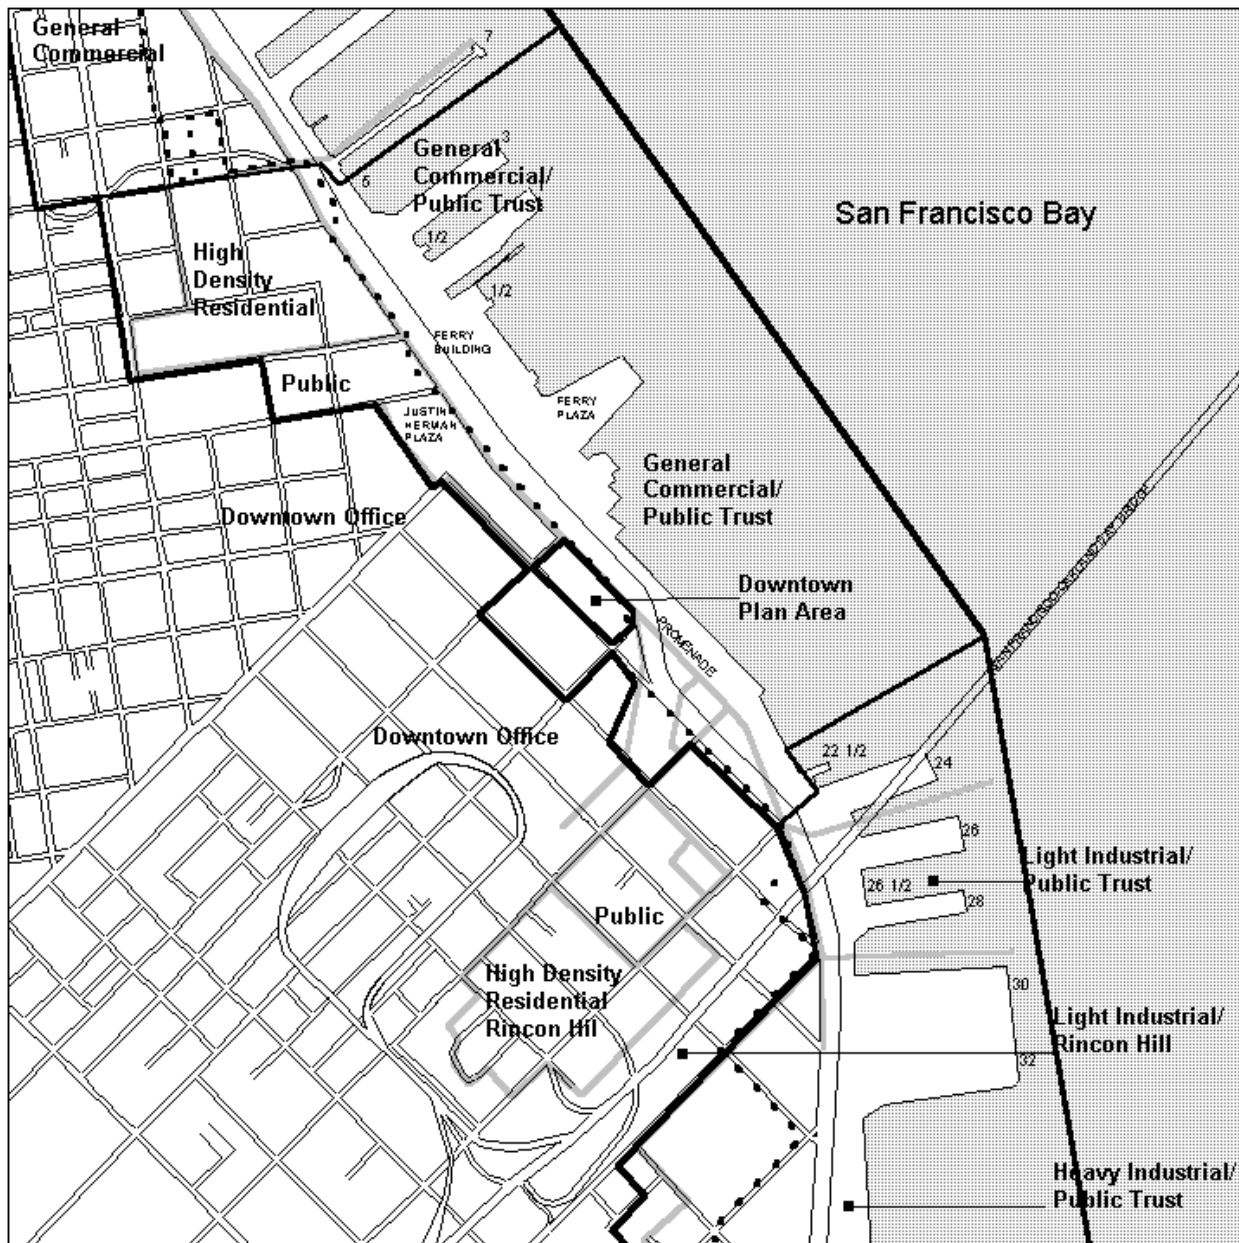 General
Commercial
7
3
General
Commercial/
Public Trust
5
San Francisco Bay
1/2
High
Density
Residential
1/2
FERRY
BUILDING
Public
FERRY
PLAZA
JUSTIN
HERMAN
PLAZA
General
Commercial/
Public Trust
Downtown Office
Downtown
Plan Area
PROMENADE
Downtown Office
22 1/2
24
26
Light Industrial/
Public Trust
26 1/2
28
Public
High Density
Residential
Rincon Hil
30
Light Industrial/
Rincon Hill
32
Heavy Industrial/
Public Trust